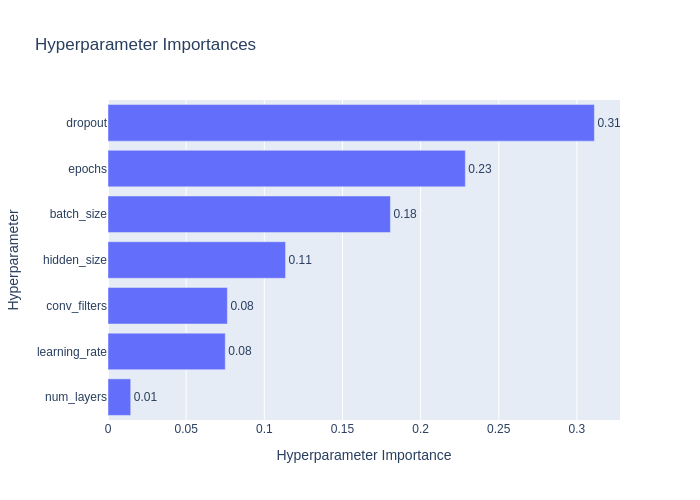 Hyperparameter Importances
Hyperparameter
dropout 0.31
epochs 0.23
batch_size 0.18
hidden_size 0.11
conv_filters 0.08
learning_rate 0.08
num_layers 0.01
0 0.05 0.1 0.15 0.2 0.25 0.3
Hyperparameter Importance